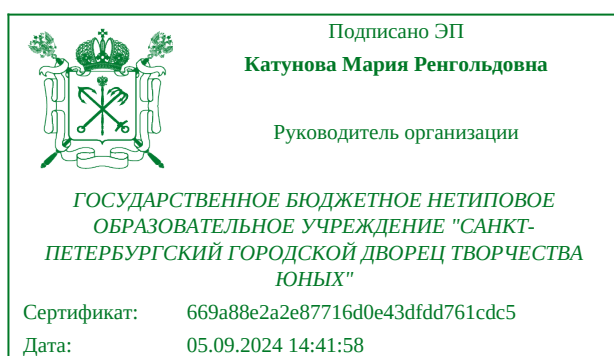 Подписано ЭП
Катунова Мария Ренгольдовна
Руководитель организации
ГОСУДАРСТВЕННОЕ БЮДЖЕТНОЕ НЕТИПОВОЕ
ОБРАЗОВАТЕЛЬНОЕ УЧРЕЖДЕНИЕ "САНКТ-
ПЕТЕРБУРГСКИЙ ГОРОДСКОЙ ДВОРЕЦ ТВОРЧЕСТВА
ЮНЫХ"
Сертификат: 669a88e2a2e87716d0e43dfdd761cdc5
Дата: 05.09.2024 14:41:58